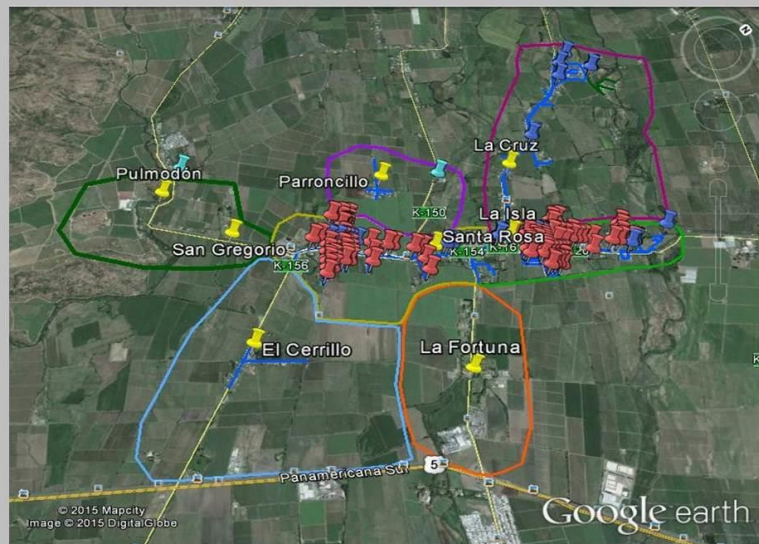 La Cruz
Pulmodón
Parroncillo
K-150
La Isla
San Gregorio
Santa Rosa
K-156
K-154
K-16
El Cerrillo
La Fortuna
5
Panamericana Sur
© 2015 Mapcity
Image © 2015 DigitalGlobe
Google earth